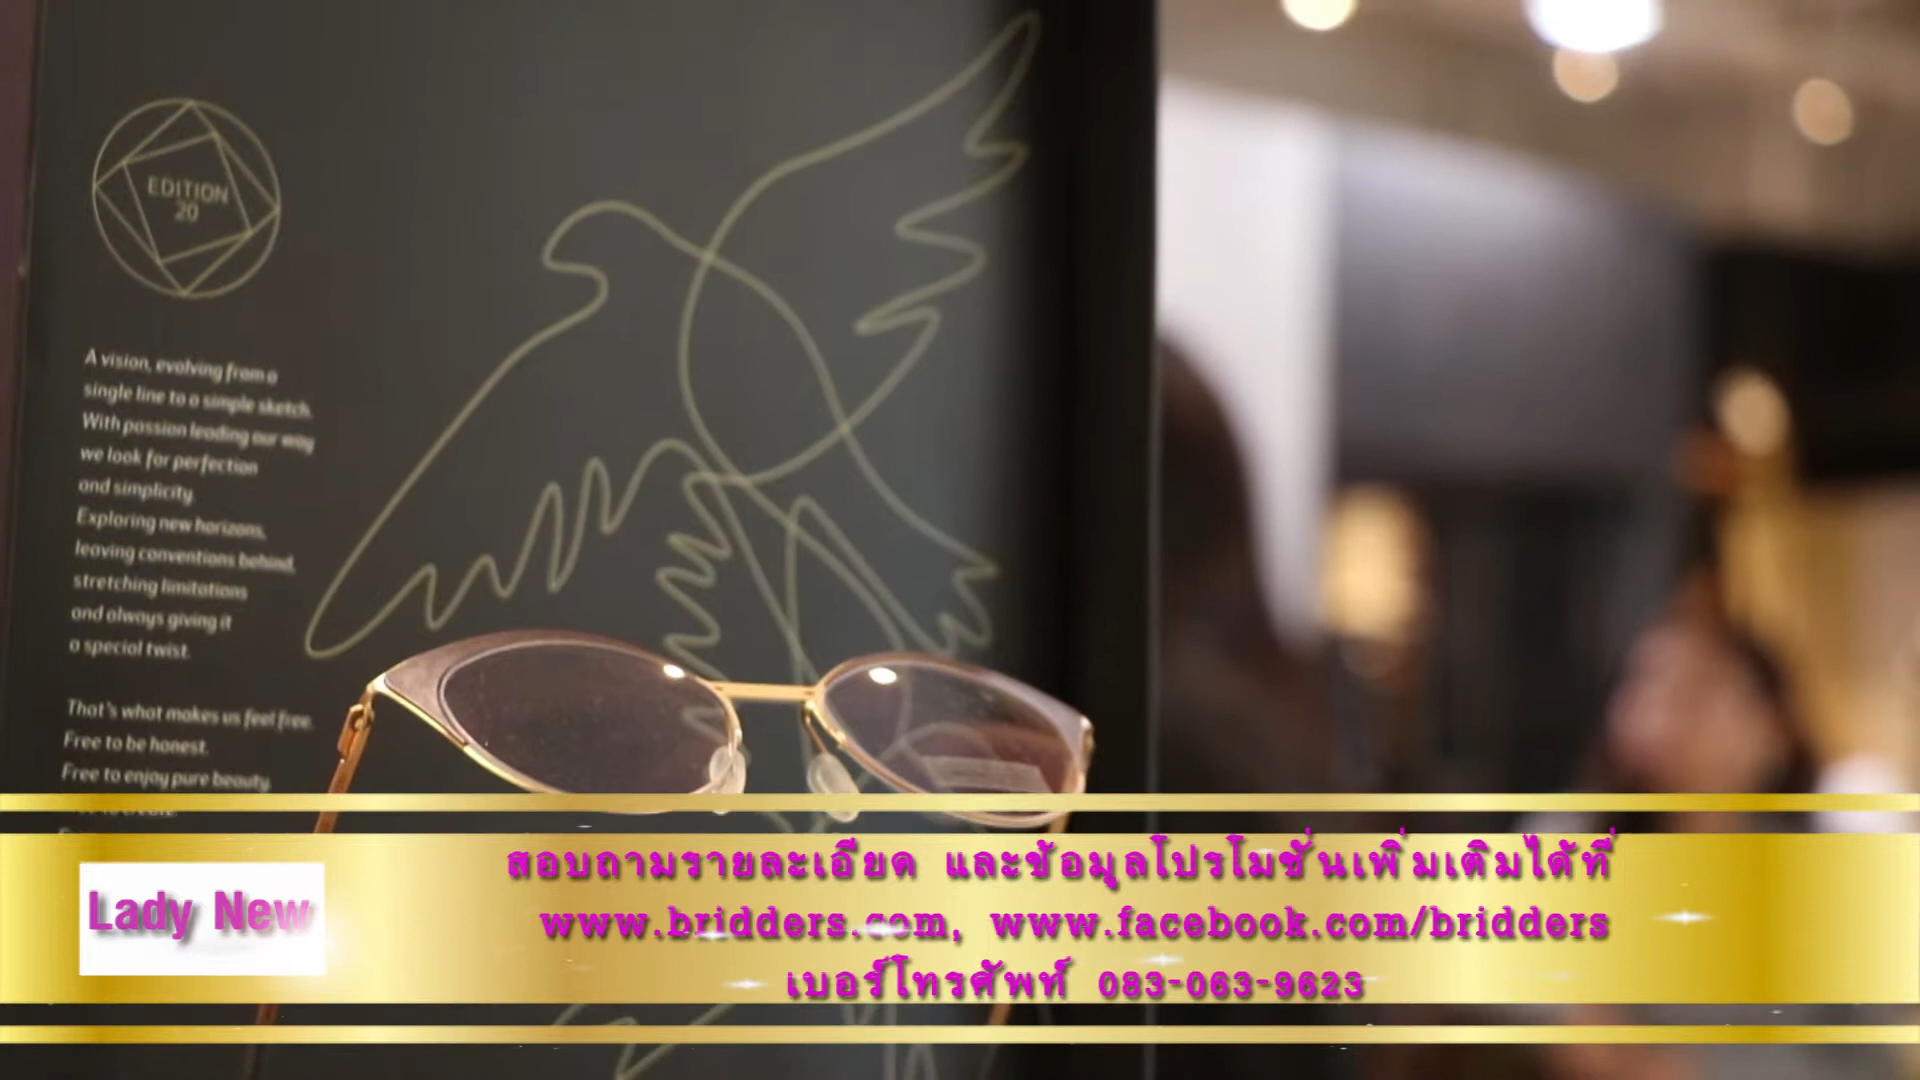 EDITION
20
A vision, evolving from a
single line to a simple sketch.
With passion leading our way
we look for perfection
and simplicity.
Exploring new horizons,
leaving conventions behind,
stretching limitations
and always giving it
a special twist.
That's what makes us feel free.
Free to be honest.
Free to enjoy pure beauty.
Lady New
สอบถามรายละเอียด และข้อมูลโปรโมชั่นเพิ่มเติมได้ที่
www.bridders.com, www.facebook.com/bridders
เบอร์โทรศัพท์ 083-063-9623